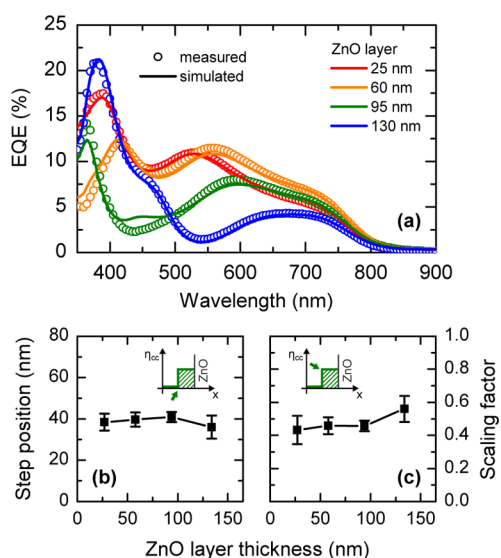 25
20
15
10
5
0
EQE (%)
measured
simulated
ZnO layer
25 nm
60 nm
95 nm
130 nm
(a)
400 500 600 700 800 900
Wavelength (nm)
80
60
40
20
0
Step position (nm)
ηcc
ZnO
x
(b)
0 50 100 150
ηcc
ZnO
x
(c)
0 50 100 150
1.0
0.8
0.6
0.4
0.2
0.0
Scaling factor
ZnO layer thickness (nm)